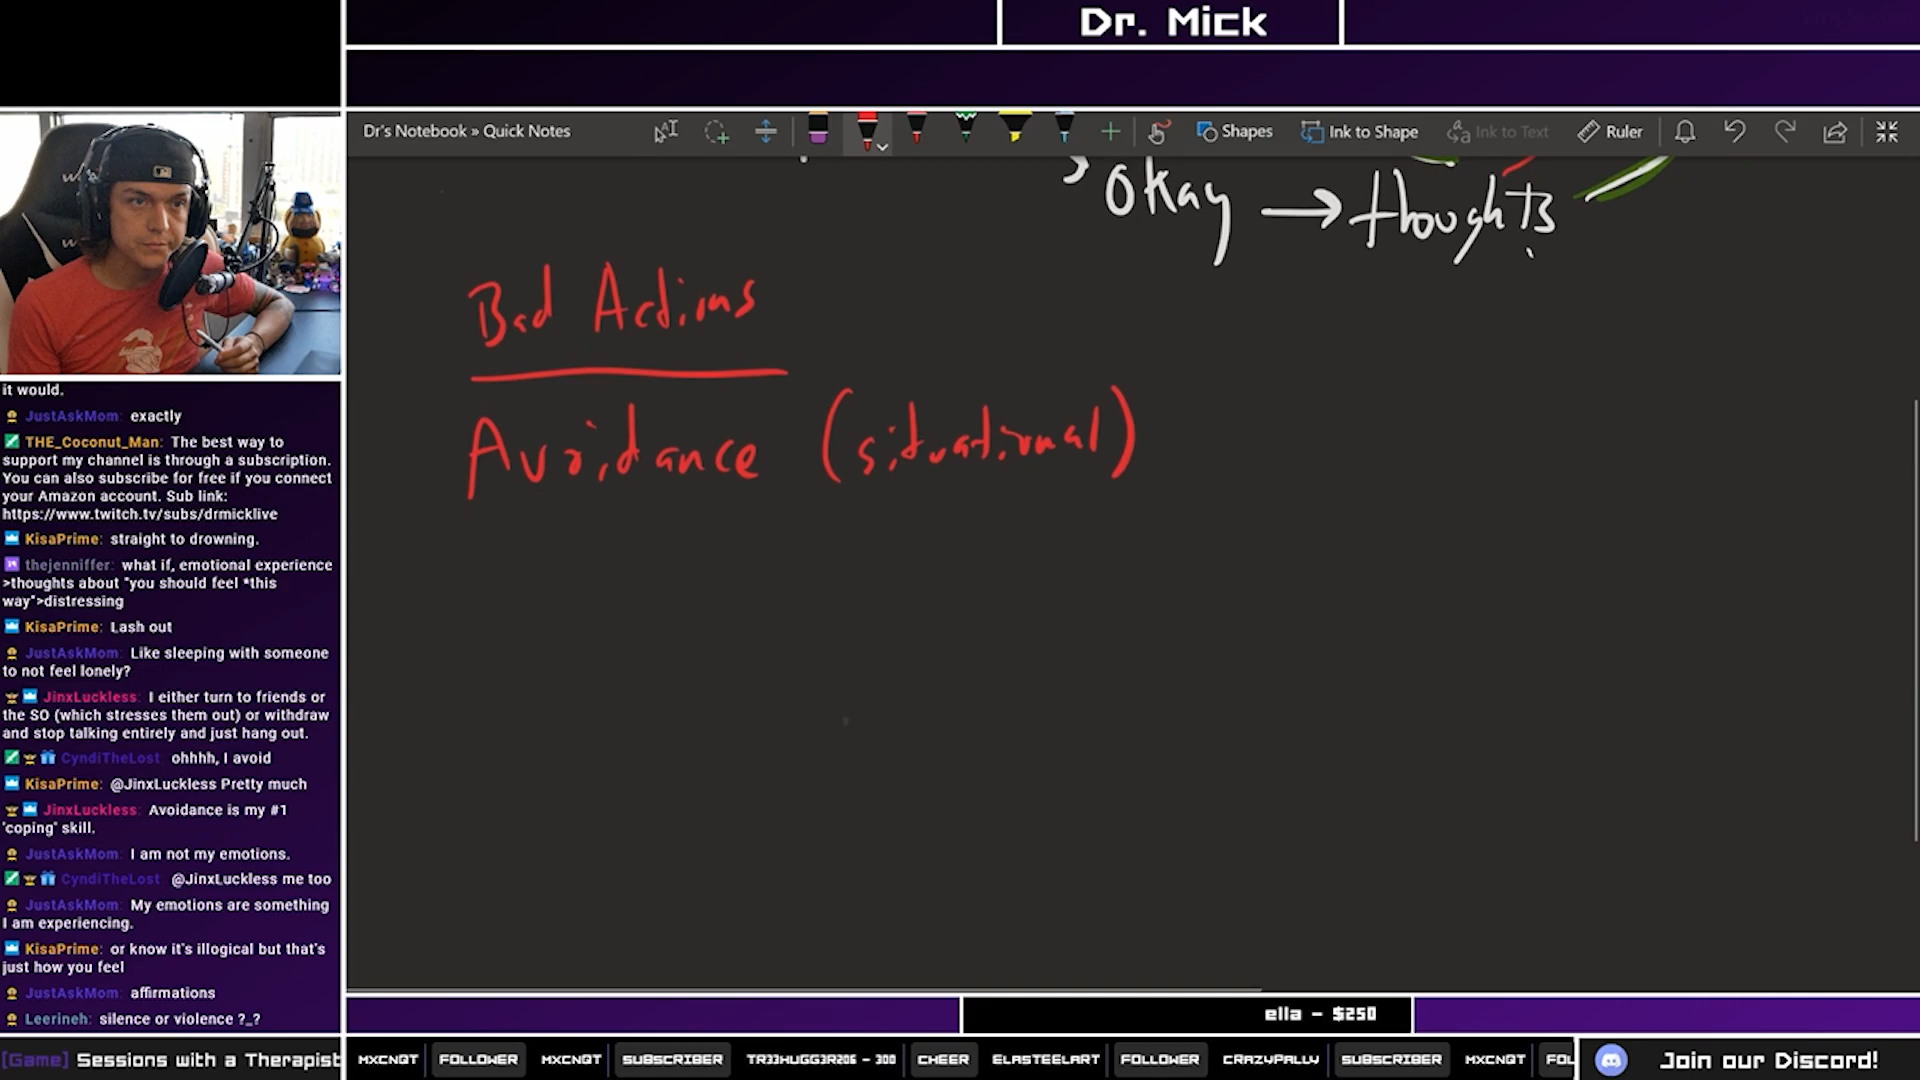 Dr. Mick
Dr's Notebook » Quick Notes
Shapes
Ink to Shape
Ink to Text
Ruler
Okay → thoughts
Bad Actions
Avoidance (situational)
it would.
JustAskMom: exactly
THE_Coconut_Man: The best way to
support my channel is through a subscription.
You can also subscribe for free if you connect
your Amazon account. Sub link:
https://www.twitch.tv/subs/drmicklive
KisaPrime: straight to drowning.
thejenniffer: what if, emotional experience
>thoughts about "you should feel *this
way">distressing
KisaPrime: Lash out
JustAskMom: Like sleeping with someone
to not feel lonely?
JinxLuckless: I either turn to friends or
the SO (which stresses them out) or withdraw
and stop talking entirely and just hang out.
CyndiTheLost: ohhhh, I avoid
KisaPrime: @JinxLuckless Pretty much
JinxLuckless: Avoidance is my #1
"coping" skill.
JustAskMom: I am not my emotions.
CyndiTheLost: @JinxLuckless me too
JustAskMom: My emotions are something
I am experiencing.
KisaPrime: or know it's illogical but that's
just how you feel
JustAskMom: affirmations
Leerineh: silence or violence ?_?
ella - $250
[Game] Sessions with a Therapist
MXCNQT FOLLOWER MXCNQT SUBSCRIBER TR33HUGG3R206 - 300 CHEER ELASTEELART FOLLOWER CRAZYPALLY SUBSCRIBER MXCNQT FOL
Join our Discord!